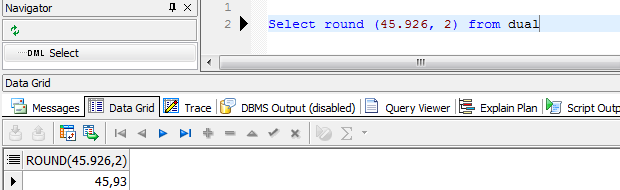 Navigator
DML Select
1
2 Select round (45.926, 2) from dual
Data Grid
Messages Data Grid Trace DBMS Output (disabled) Query Viewer Explain Plan Script Outp
ROUND(45.926,2)
45,93